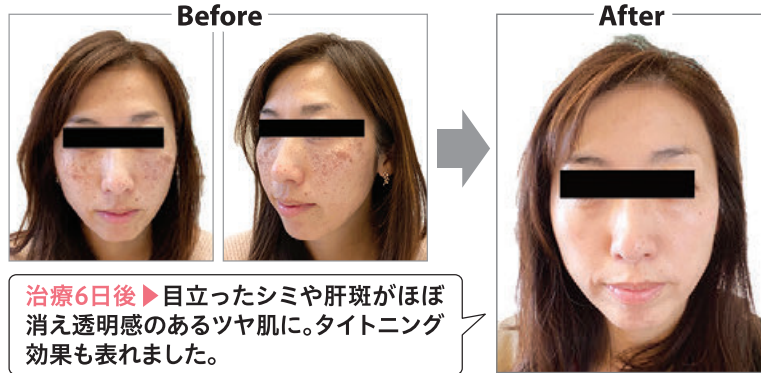 Before
After
治療6日後▶目立ったシミや肝斑がほぼ
消え透明感のあるツヤ肌に。タイトニング
効果も表れました。